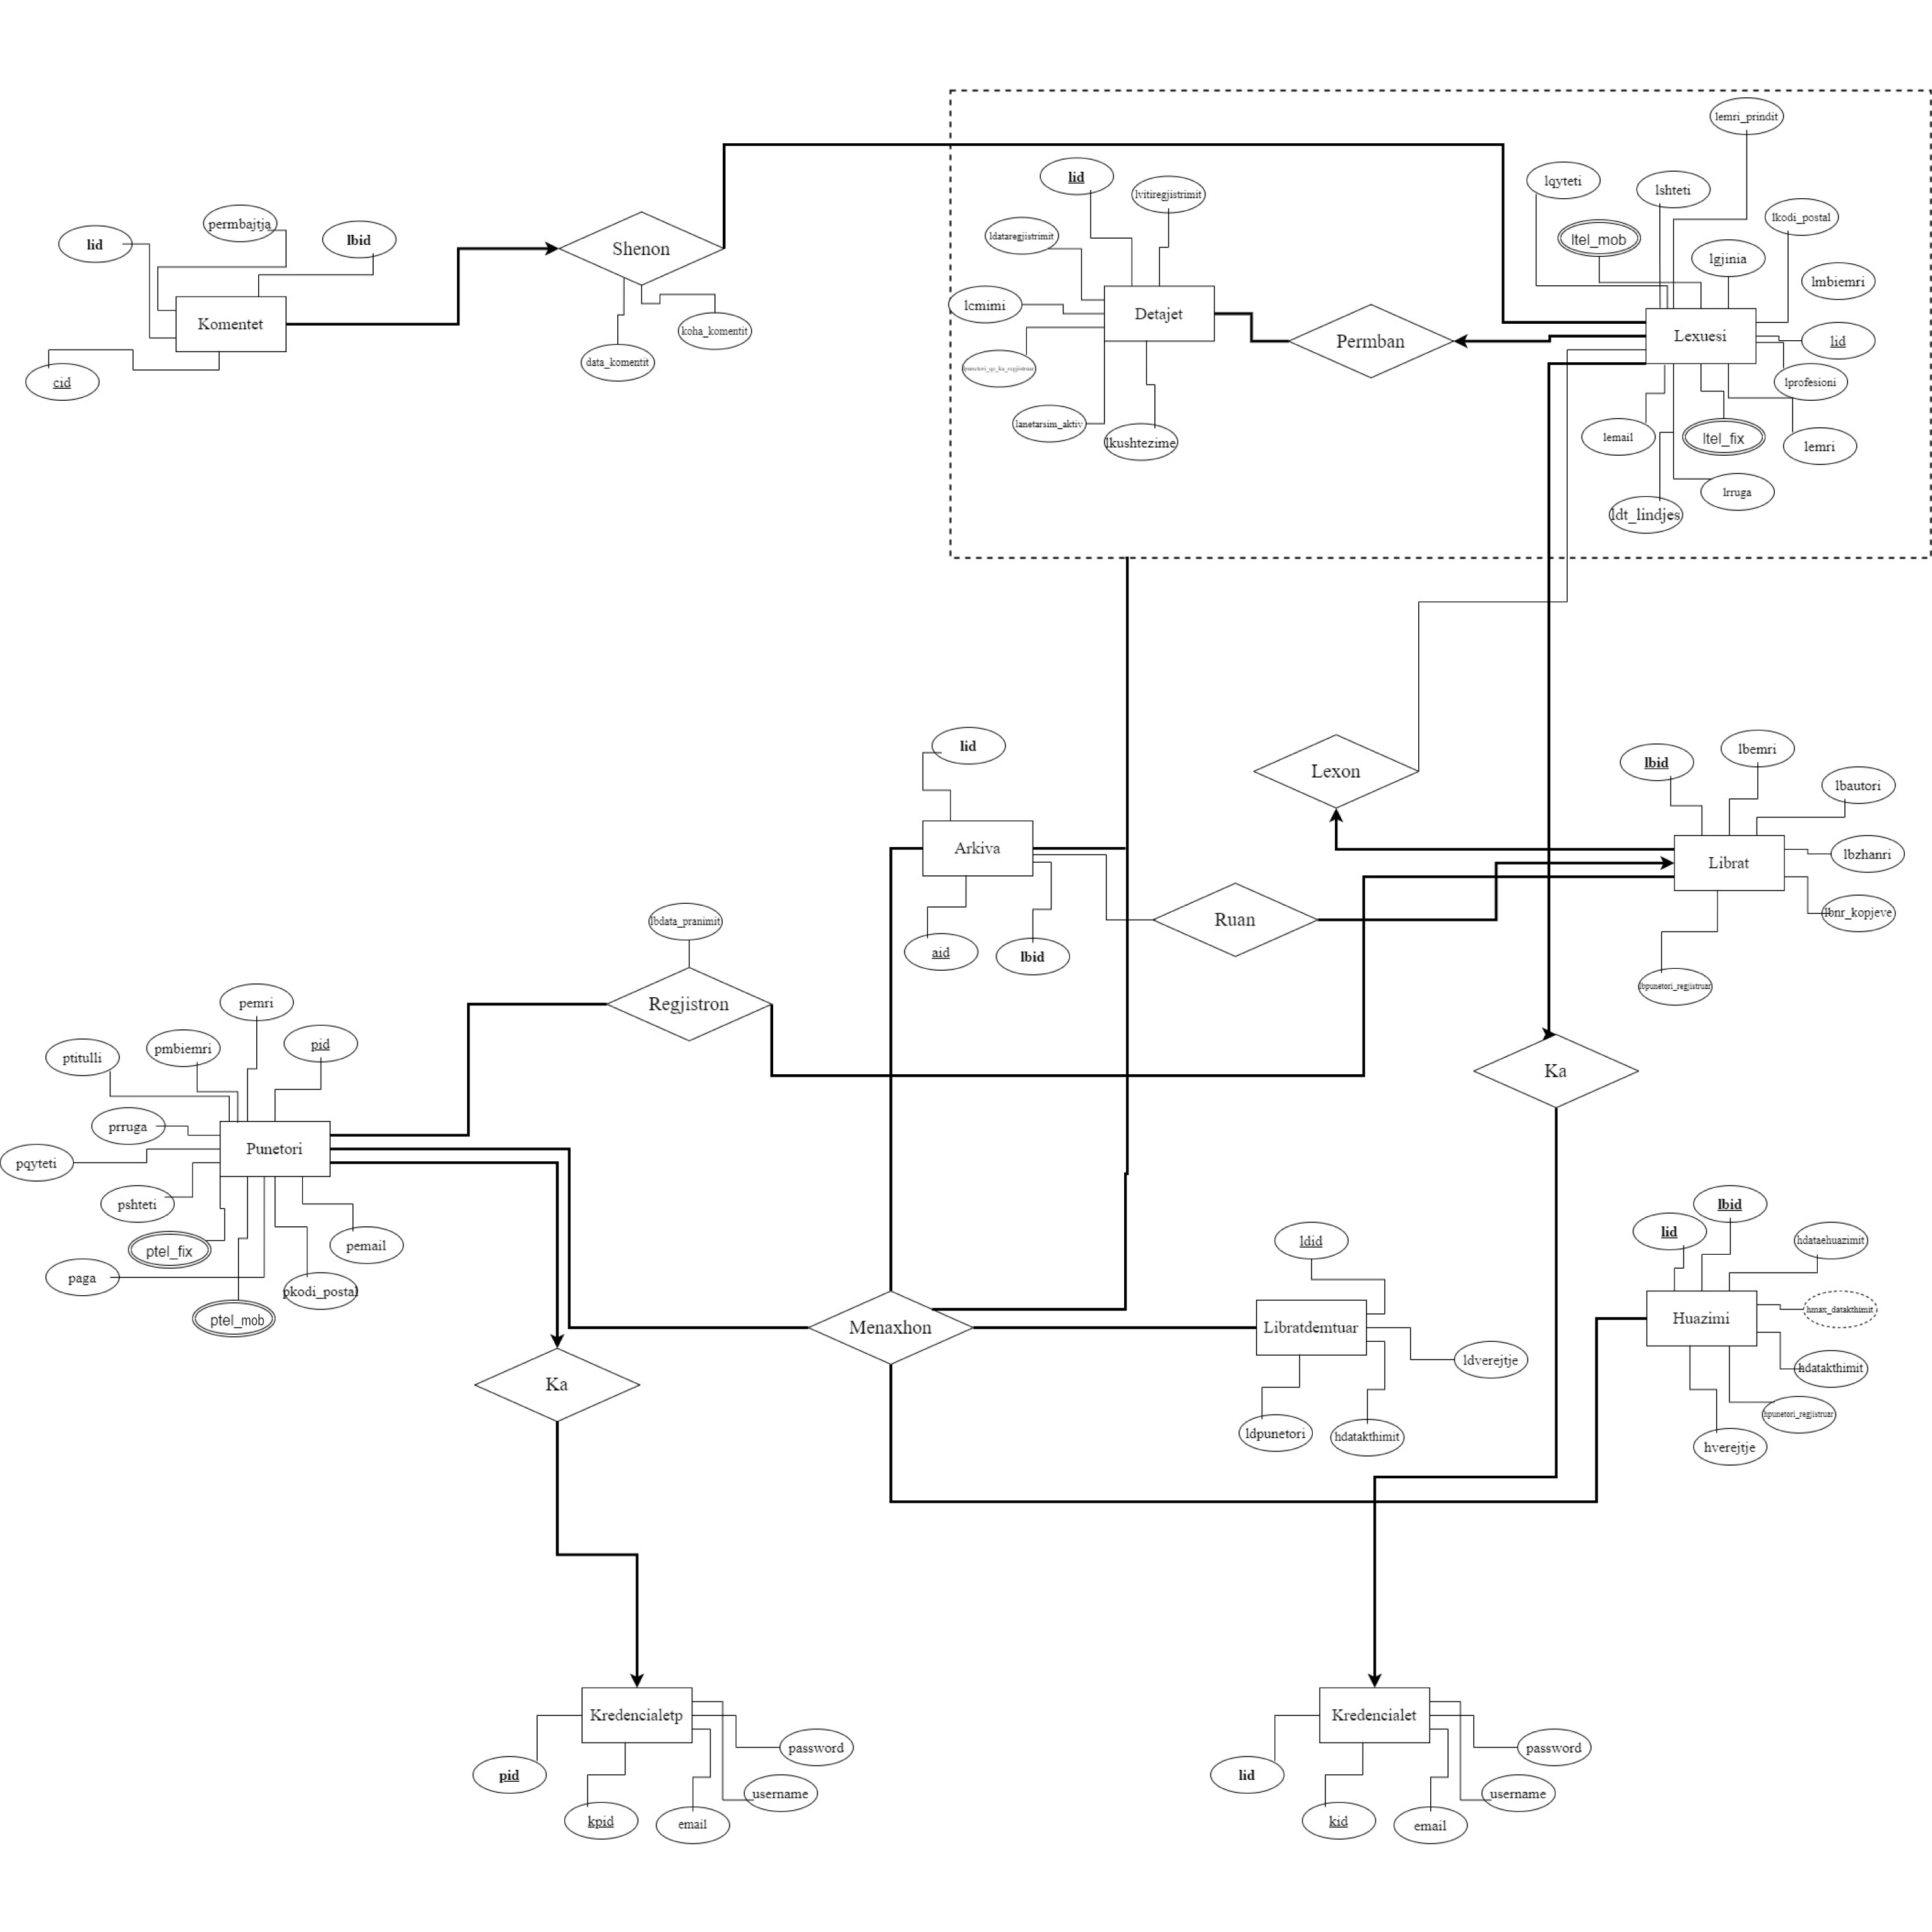 lemri_prindit
lid
lvitiregjistrimit
lqyteti
lshteti
lkodi_postal
permbajtja
lid
lbid
Shenon
ldataregjistrimit
ltel_mob
lgjinia
lmbiemri
lcmimi
Detajet
Komentet
koha_komentit
Permban
Lexuesi
lid
data_komentit
cid
lprofesioni
lanetarsim_aktiv
lkushtezime
lemail
ltel_fix
lemri
lrruga
ldt_lindjes
lid
lbid
lbemri
Lexon
lbautori
Arkiva
Librat
lbzhanri
lbdata_pranimit
Ruan
lbnr_kopjeve
aid
lbid
lbpunetori_regjistruar
pemri
Regjistron
pid
pmbiemri
ptitulli
Ka
prruga
Punetori
pqyteti
pshteti
lbid
lid
ptel_fix
pemail
ldid
hdataehuazimit
paga
pkodi_postal
ptel_mob
Menaxhon
Libratdemtuar
Huazimi
hmax_datakthimit
ldverejtje
hdatakthimit
Ka
hpunetori_regjistruar
ldpunetori
hdatakthimit
hverejtje
Kredencialetp
Kredencialet
password
password
pid
lid
username
username
kpid
email
kid
email